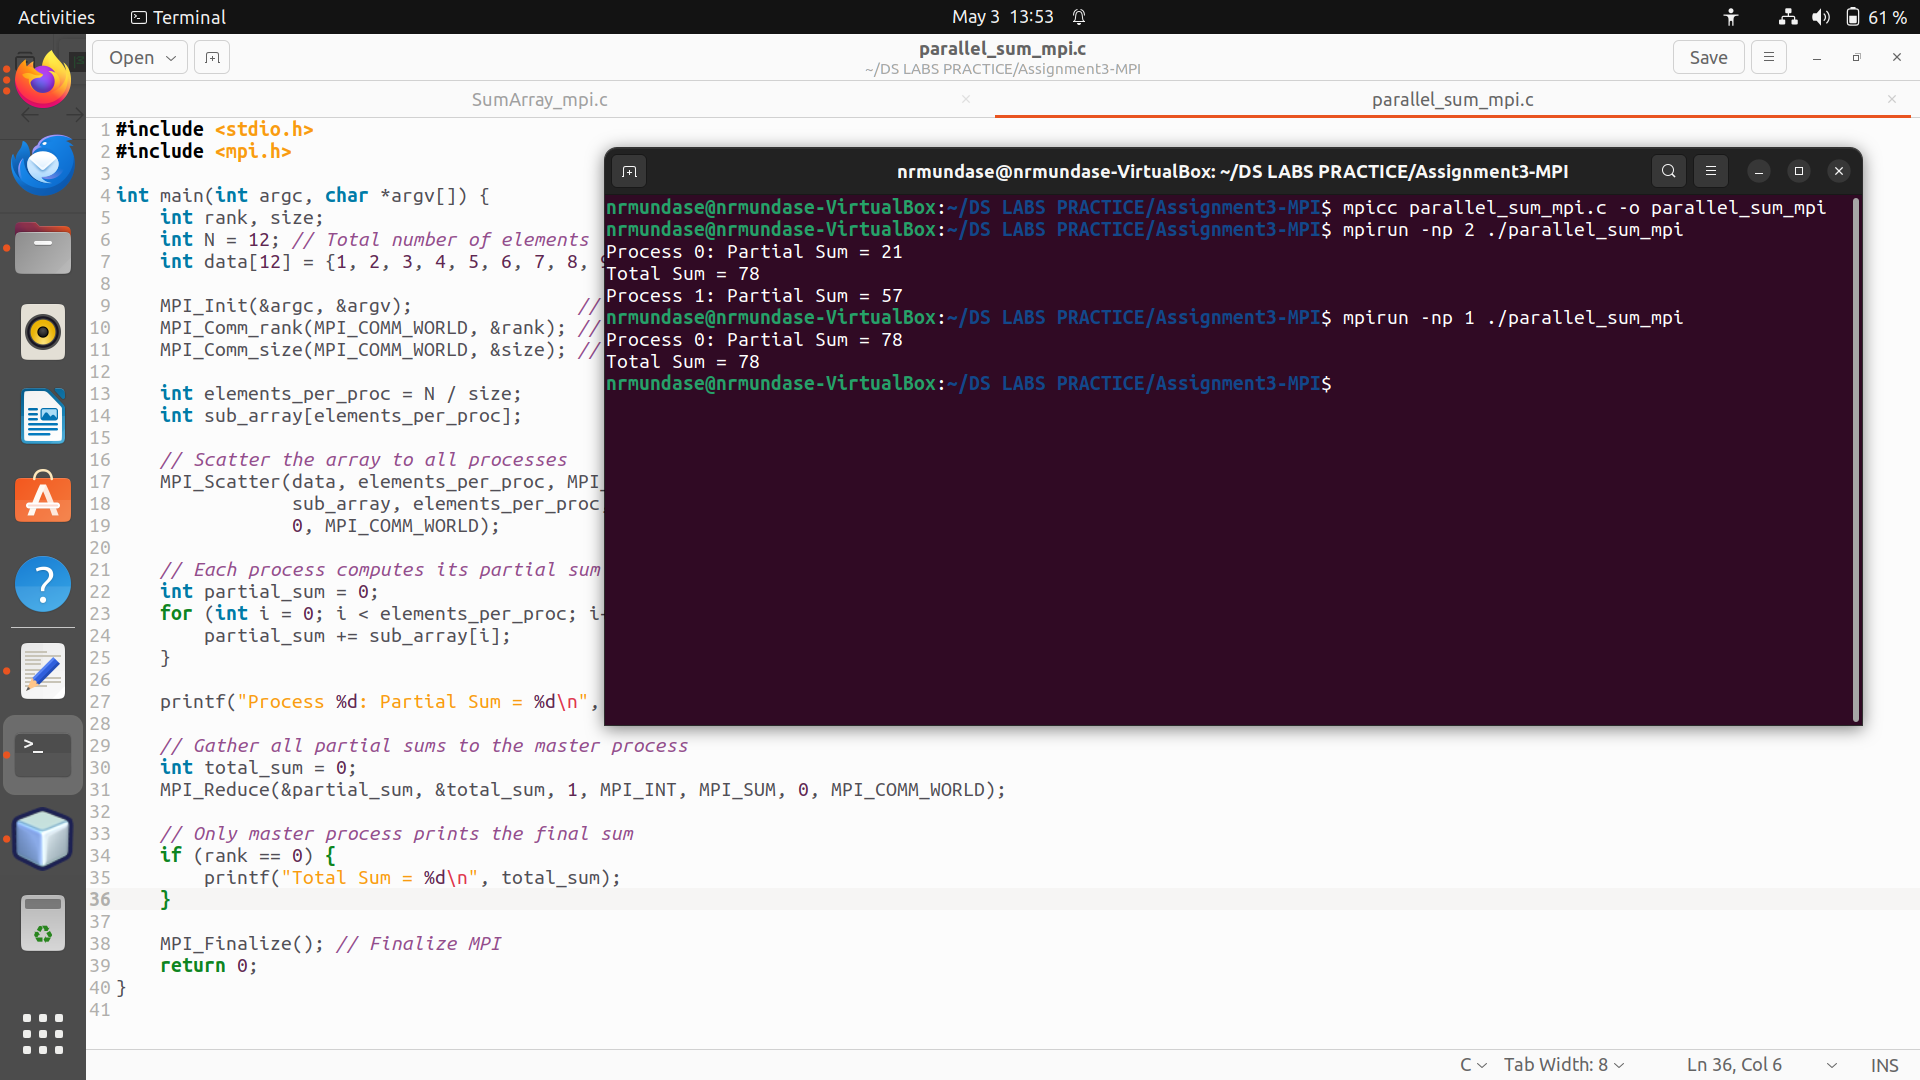 Activities
Terminal
May 3 13:53
61 %
Open
parallel_sum_mpi.c
~/DS LABS PRACTICE/Assignment3-MPI
Save
SumArray_mpi.c
parallel_sum_mpi.c
1 #include <stdio.h>
2 #include <mpi.h>
3
4 int main(int argc, char *argv[]) {
5     int rank, size;
6     int N = 12; // Total number of elements
7     int data[12] = {1, 2, 3, 4, 5, 6, 7, 8,
8
9     MPI_Init(&argc, &argv);               //
10     MPI_Comm_rank(MPI_COMM_WORLD, &rank); //
11     MPI_Comm_size(MPI_COMM_WORLD, &size); //
12
13     int elements_per_proc = N / size;
14     int sub_array[elements_per_proc];
15
16     // Scatter the array to all processes
17     MPI_Scatter(data, elements_per_proc, MPI_
18                 sub_array, elements_per_proc,
19                 0, MPI_COMM_WORLD);
20
21     // Each process computes its partial sum
22     int partial_sum = 0;
23     for (int i = 0; i < elements_per_proc; i
24         partial_sum += sub_array[i];
25     }
26
27     printf("Process %d: Partial Sum = %d\n",
28
29     // Gather all partial sums to the master process
30     int total_sum = 0;
31     MPI_Reduce(&partial_sum, &total_sum, 1, MPI_INT, MPI_SUM, 0, MPI_COMM_WORLD);
32
33     // Only master process prints the final sum
34     if (rank == 0) {
35         printf("Total Sum = %d\n", total_sum);
36     }
37
38     MPI_Finalize(); // Finalize MPI
39     return 0;
40 }
41
nrmundase@nrmundase-VirtualBox: ~/DS LABS PRACTICE/Assignment3-MPI
nrmundase@nrmundase-VirtualBox:~/DS LABS PRACTICE/Assignment3-MPI$ mpicc parallel_sum_mpi.c -o parallel_sum_mpi
nrmundase@nrmundase-VirtualBox:~/DS LABS PRACTICE/Assignment3-MPI$ mpirun -np 2 ./parallel_sum_mpi
Process 0: Partial Sum = 21
Total Sum = 78
Process 1: Partial Sum = 57
nrmundase@nrmundase-VirtualBox:~/DS LABS PRACTICE/Assignment3-MPI$ mpirun -np 1 ./parallel_sum_mpi
Process 0: Partial Sum = 78
Total Sum = 78
nrmundase@nrmundase-VirtualBox:~/DS LABS PRACTICE/Assignment3-MPI$
C
Tab Width: 8
Ln 36, Col 6
INS